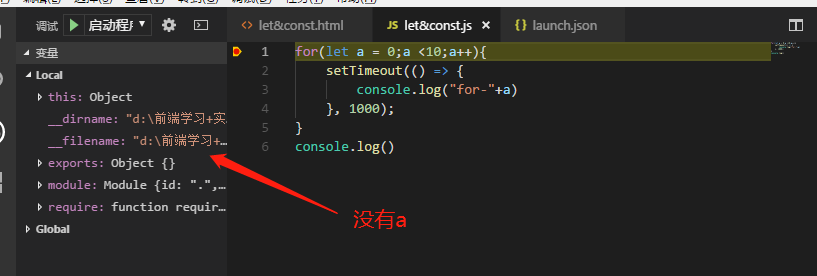 调试 启动程序
let&const.html
let&const.js
launch.json
变量
Local
this: Object
__dirname: "d:\前端学习+实…
__filename: "d:\前端学习+…
exports: Object {}
module: Module {id: ".",…
require: function requir…
Global
1 for(let a = 0;a <10;a++){
2 setTimeout(() => {
3 console.log("for-"+a)
4 }, 1000);
5 }
6 console.log()
没有a